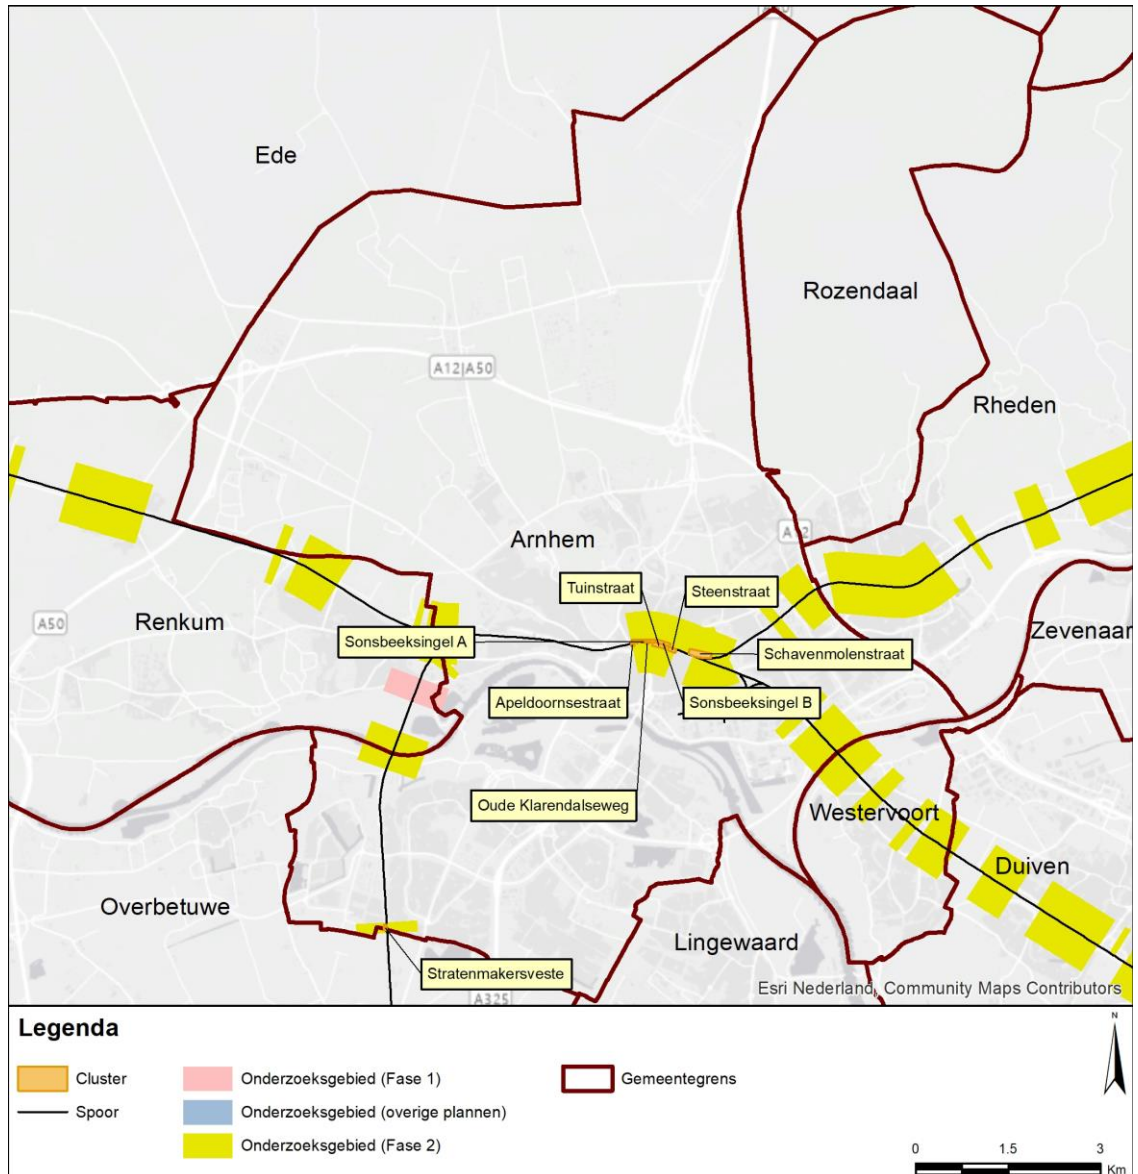 Ede
Rozendaal
A12|A50
Rheden
Arnhem
A12
Tuinstraat
Steenstraat
Renkum
A50
Zevenaar
Sonsbeeksingel A
Schavenmolenstraat
Apeldoornsestraat
Sonsbeeksingel B
Oude Klarendalseweg
Westervoort
Duiven
Overbetuwe
Lingewaard
Stratenmakersveste
A325
Esri Nederland, Community Maps Contributors
Legenda
N
Cluster
Onderzoeksgebied (Fase 1)
Gemeentegrens
Spoor
Onderzoeksgebied (overige plannen)
Onderzoeksgebied (Fase 2)
0 1.5 3
Km